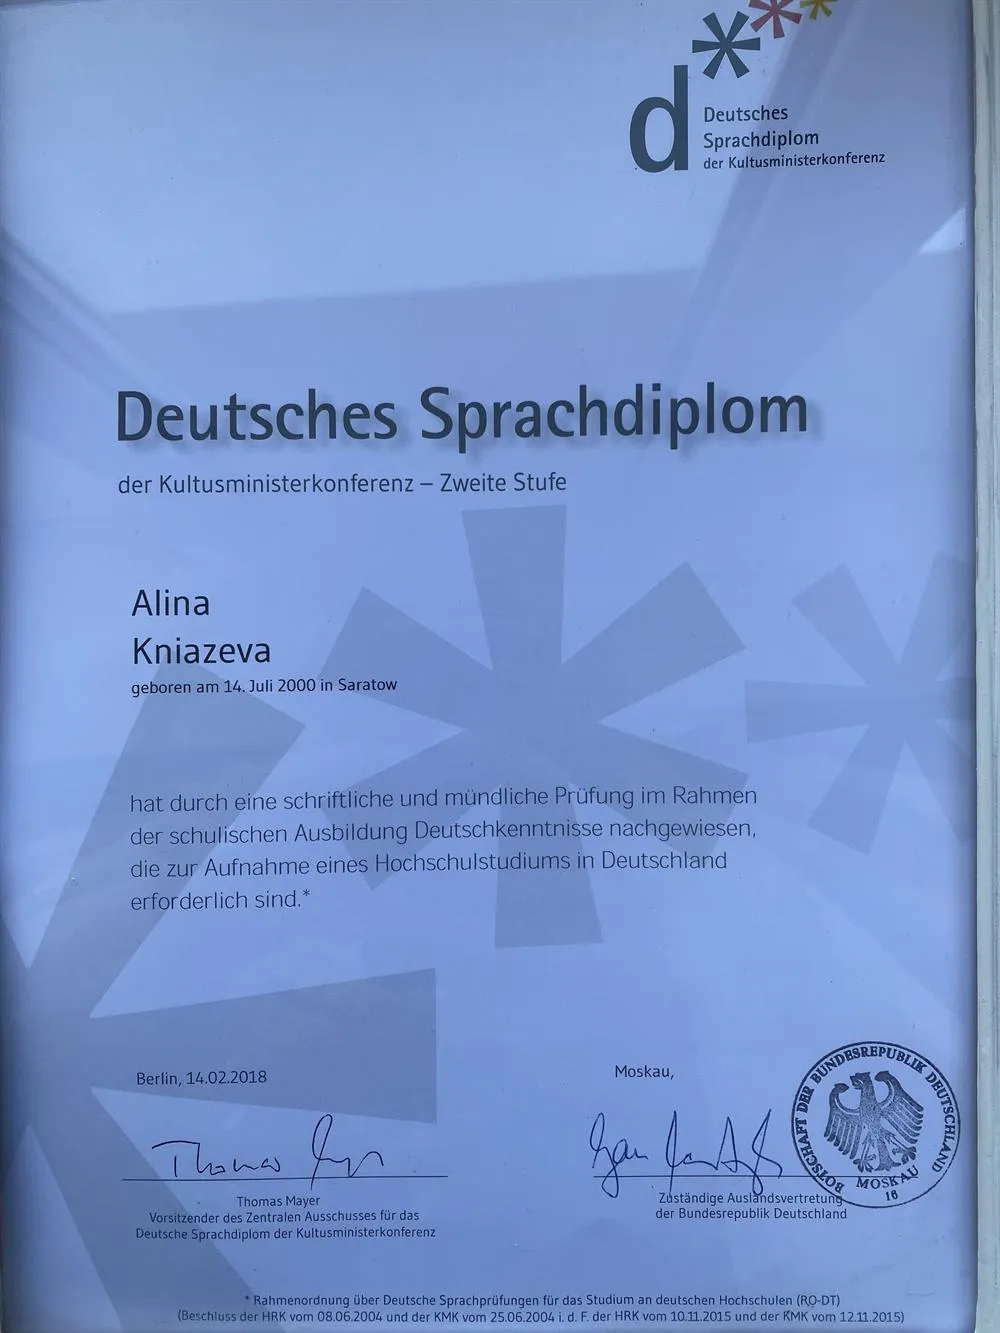 d
Deutsches
Sprachdiplom
der Kultusministerkonferenz
Deutsches Sprachdiplom
der Kultusministerkonferenz – Zweite Stufe
Alina
Kniazeva
geboren am 14. Juli 2000 in Saratow
hat durch eine schriftliche und mündliche Prüfung im Rahmen
der schulischen Ausbildung Deutschkenntnisse nachgewiesen,
die zur Aufnahme eines Hochschulstudiums in Deutschland
erforderlich sind.*
Berlin, 14.02.2018
Thomas Mayer
Thomas Mayer
Vorsitzender des Zentralen Ausschusses für das
Deutsche Sprachdiplom der Kultusministerkonferenz
Moskau,
Zuständige Auslandsvertretung
der Bundesrepublik Deutschland
BOTSCHAFT DER BUNDESREPUBLIK DEUTSCHLAND
MOSKAU
16
* Rahmenordnung über Deutsche Sprachprüfungen für das Studium an deutschen Hochschulen (RO-DT)
(Beschluss der HRK vom 08.06.2004 und der KMK vom 25.06.2004 i. d. F. der HRK vom 10.11.2015 und der KMK vom 12.11.2015)